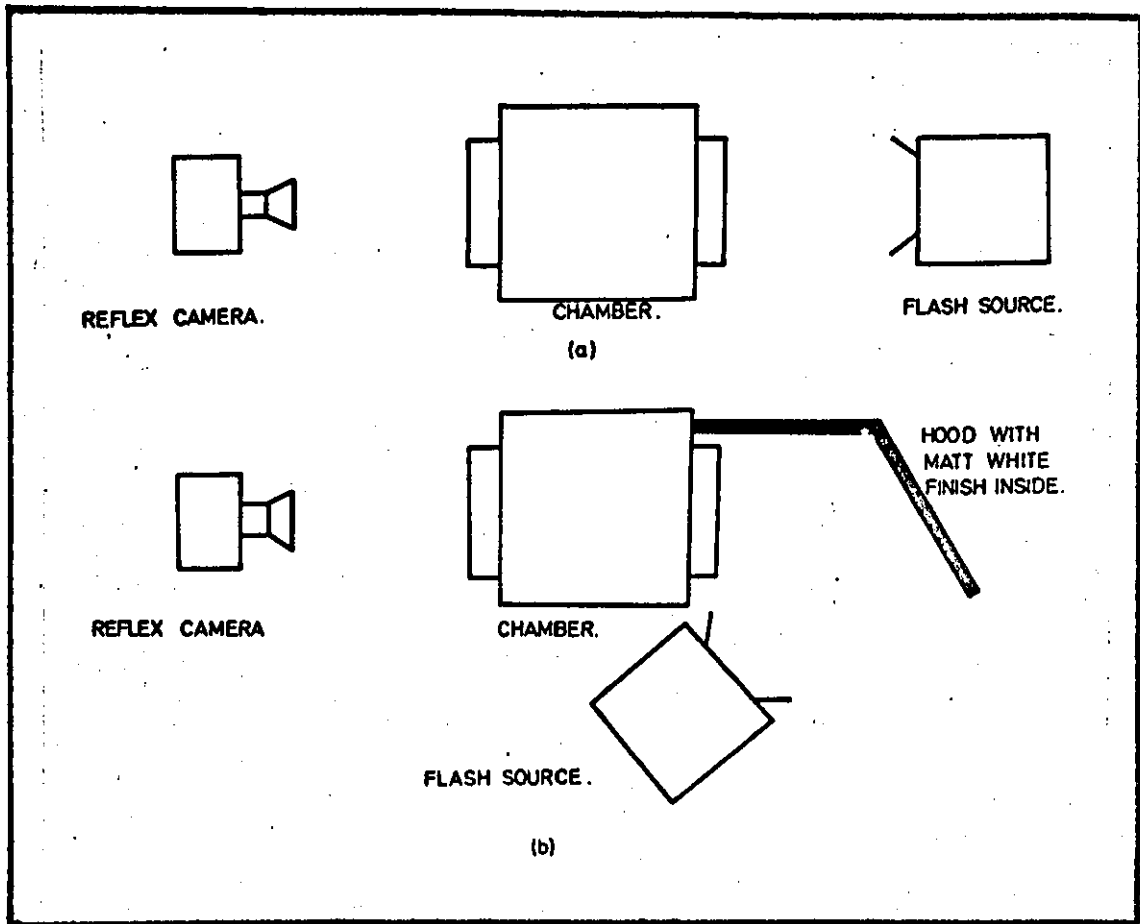 REFLEX CAMERA.
CHAMBER.
FLASH SOURCE.
(a)
HOOD WITH
MATT WHITE
FINISH INSIDE.
REFLEX CAMERA
CHAMBER.
FLASH SOURCE.
(b)